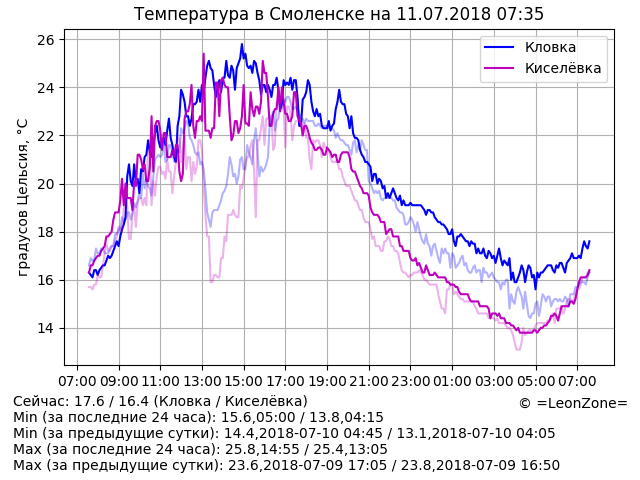 Температура в Смоленске на 11.07.2018 07:35
градусов Цельсия, °C
26
24
22
20
18
16
14
Кловка
Киселёвка
07:00 09:00 11:00 13:00 15:00 17:00 19:00 21:00 23:00 01:00 03:00 05:00 07:00
Сейчас: 17.6 / 16.4 (Кловка / Киселёвка)
© =LeonZone=
Min (за последние 24 часа): 15.6,05:00 / 13.8,04:15
Min (за предыдущие сутки): 14.4,2018-07-10 04:45 / 13.1,2018-07-10 04:05
Max (за последние 24 часа): 25.8,14:55 / 25.4,13:05
Max (за предыдущие сутки): 23.6,2018-07-09 17:05 / 23.8,2018-07-09 16:50